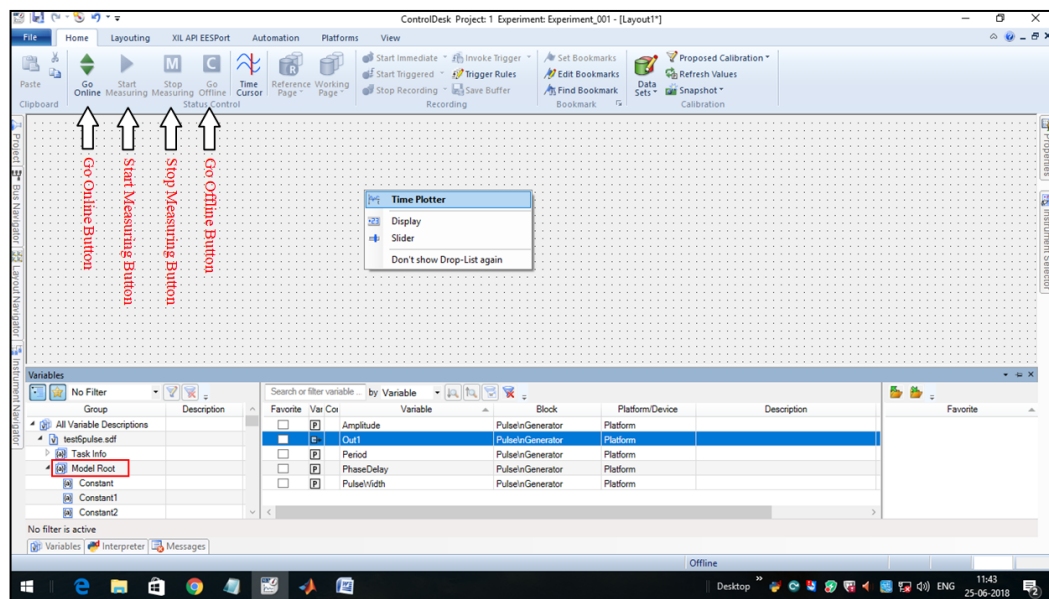 ControlDesk Project: 1 Experiment: Experiment_001 - [Layout1*]
File Home Layouting XIL API EESPort Automation Platforms View
Paste
Go Online
Start Measuring
Stop Measuring
Go Offline
Time Cursor
Reference Page
Working Page
Start Immediate Invoke Trigger
Start Triggered Trigger Rules
Stop Recording Save Buffer
Set Bookmarks
Edit Bookmarks
Find Bookmark
Data Sets
Proposed Calibration
Refresh Values
Snapshot
Clipboard Status Control Recording Bookmark Calibration
Go Online Button
Start Measuring Button
Stop Measuring Button
Go Offline Button
Project
Bus Navigator
Layout Navigator
Instrument Navigator
Properties
Instrument Selector
Time Plotter
Display
Slider
Don't show Drop-List again
Variables
No Filter
Search or filter variable ... by Variable
Group Description
Favorite Var Con Variable Block Platform/Device Description
Favorite
All Variable Descriptions
test6pulse.sdf
Task Info
Model Root
Constant
Constant1
Constant2
P Amplitude Pulse\nGenerator Platform
Out1 Pulse\nGenerator Platform
P Period Pulse\nGenerator Platform
P PhaseDelay Pulse\nGenerator Platform
P PulseWidth Pulse\nGenerator Platform
No filter is active
Variables Interpreter Messages
Offline
Desktop ENG 11:43
25-06-2018